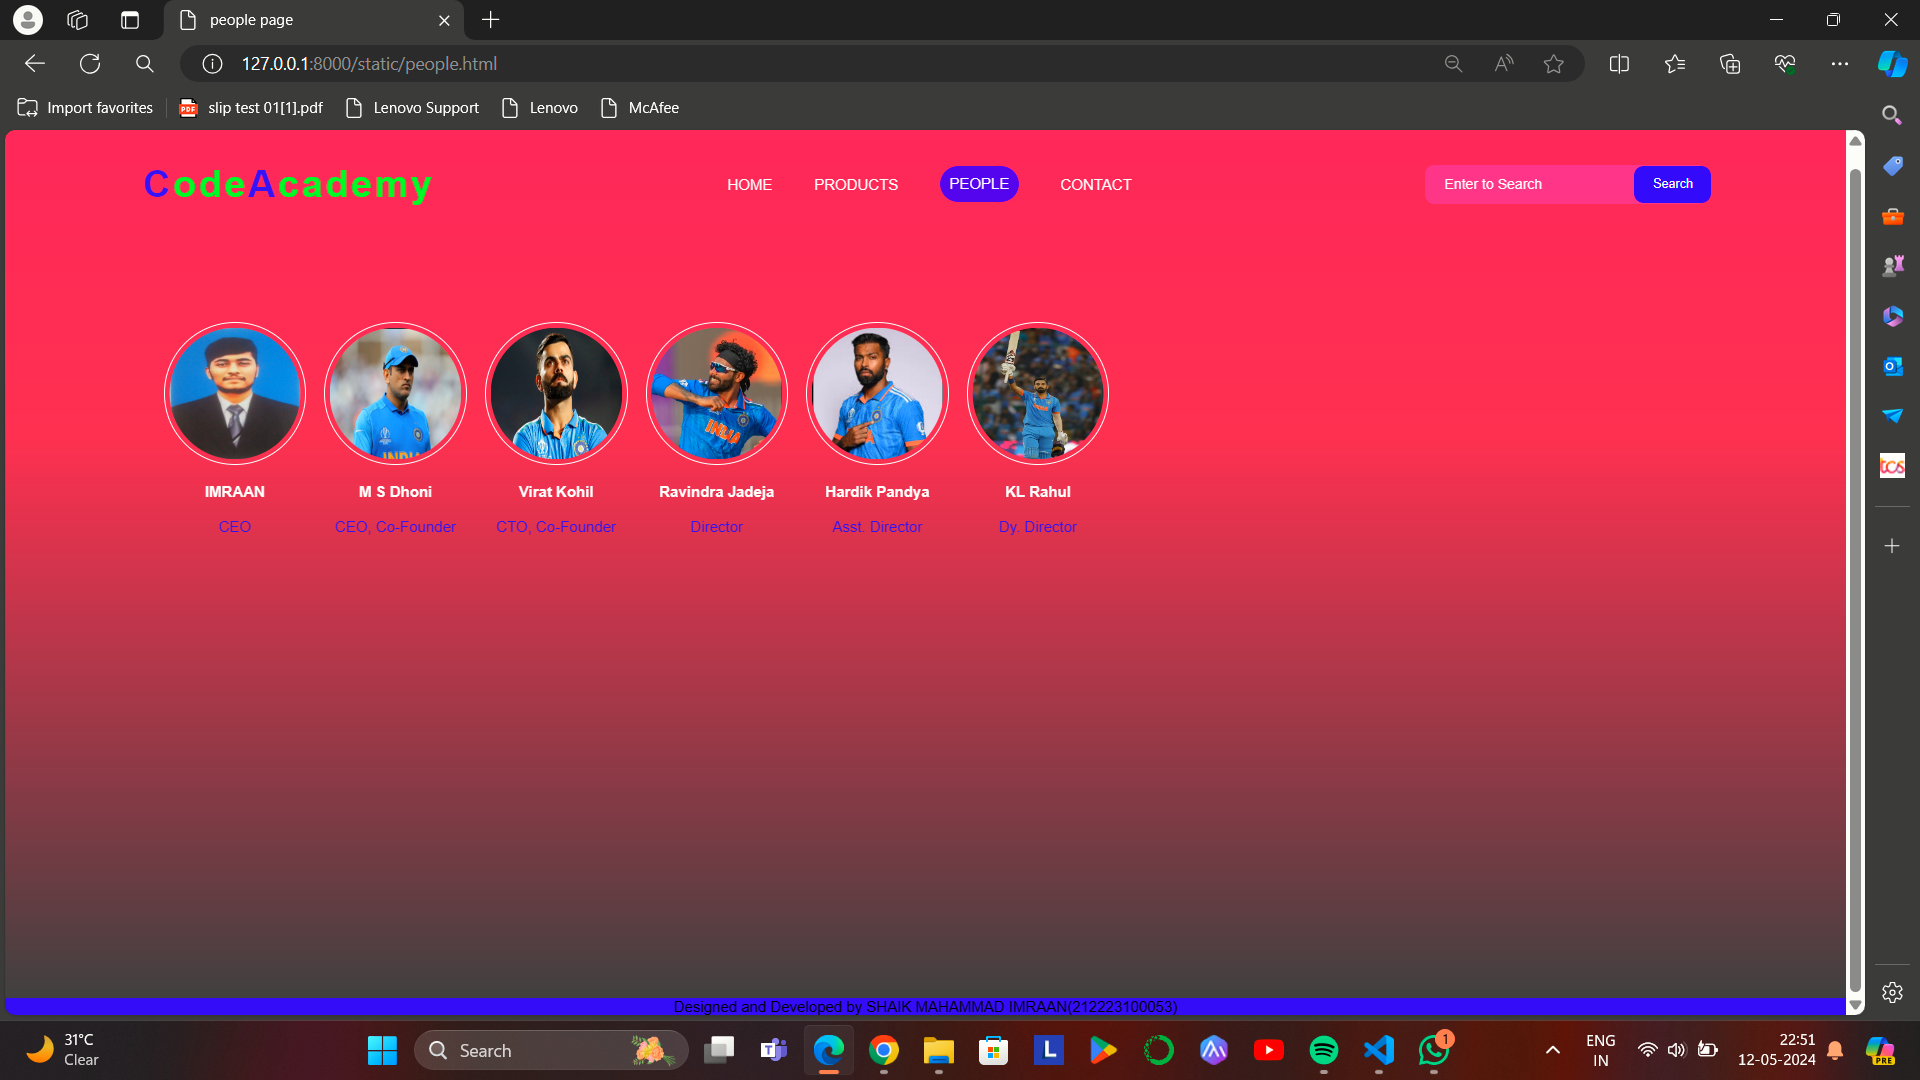 people page
127.0.0.1:8000/static/people.html
Import favorites
slip test 01[1].pdf
Lenovo Support
Lenovo
McAfee
CodeAcademy
HOME
PRODUCTS
PEOPLE
CONTACT
Enter to Search
Search
IMRAAN
M S Dhoni
Virat Kohil
Ravindra Jadeja
Hardik Pandya
KL Rahul
CEO
CEO, Co-Founder
CTO, Co-Founder
Director
Asst. Director
Dy. Director
Designed and Developed by SHAIK MAHAMMAD IMRAAN(212223100053)
31°C
Clear
Search
1
ENG
IN
22:51
12-05-2024
PRE
tcs